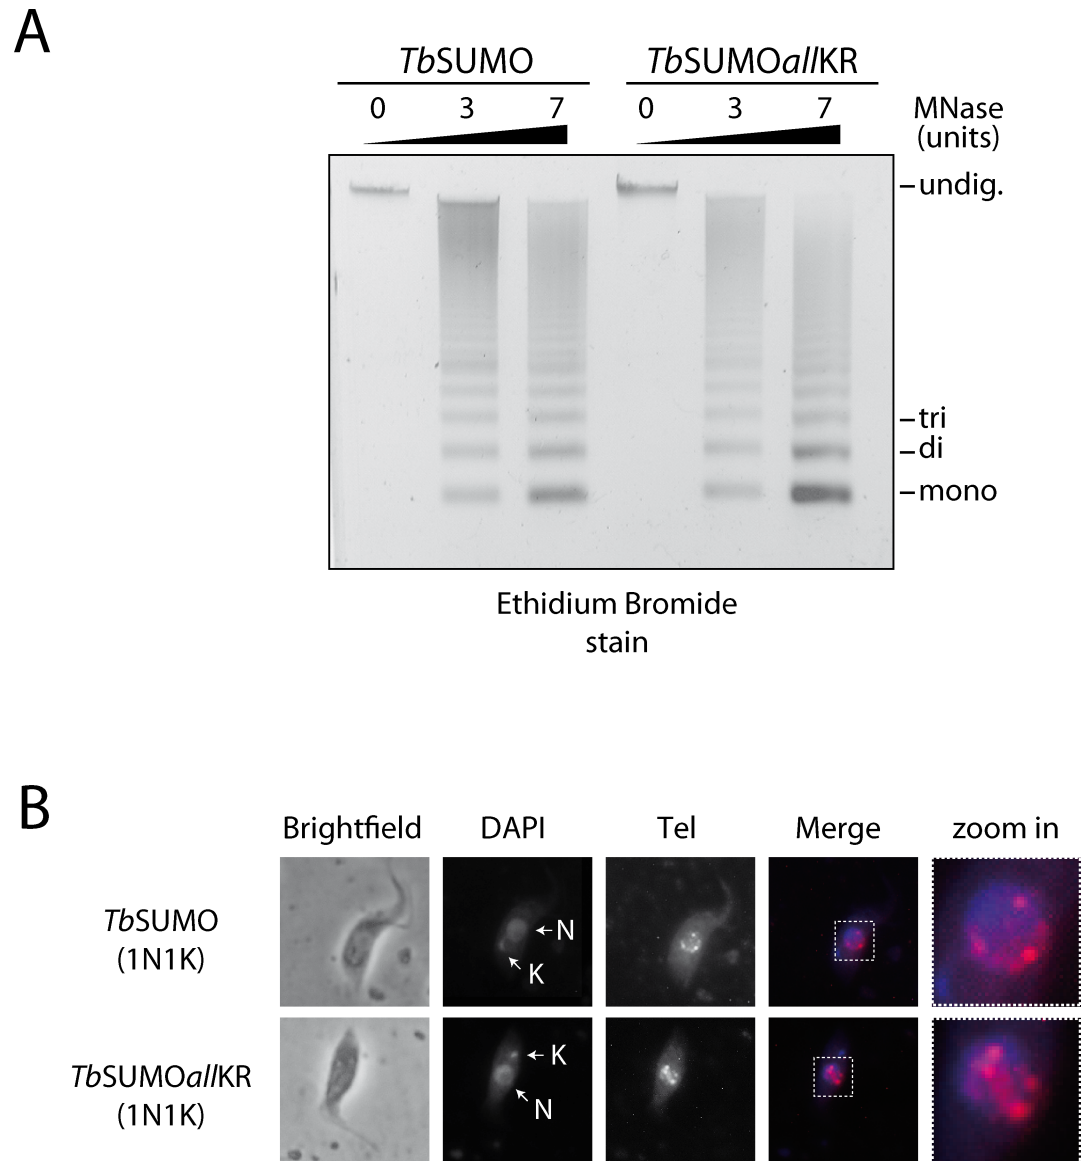 A
TbSUMO TbSUMOallKR
0 3 7 0 3 7 MNase
(units)
undig.
tri
di
mono
Ethidium Bromide
stain
B
Brightfield DAPI Tel Merge zoom in
TbSUMO
(1N1K)
N
K
TbSUMOallKR
(1N1K)
K
N